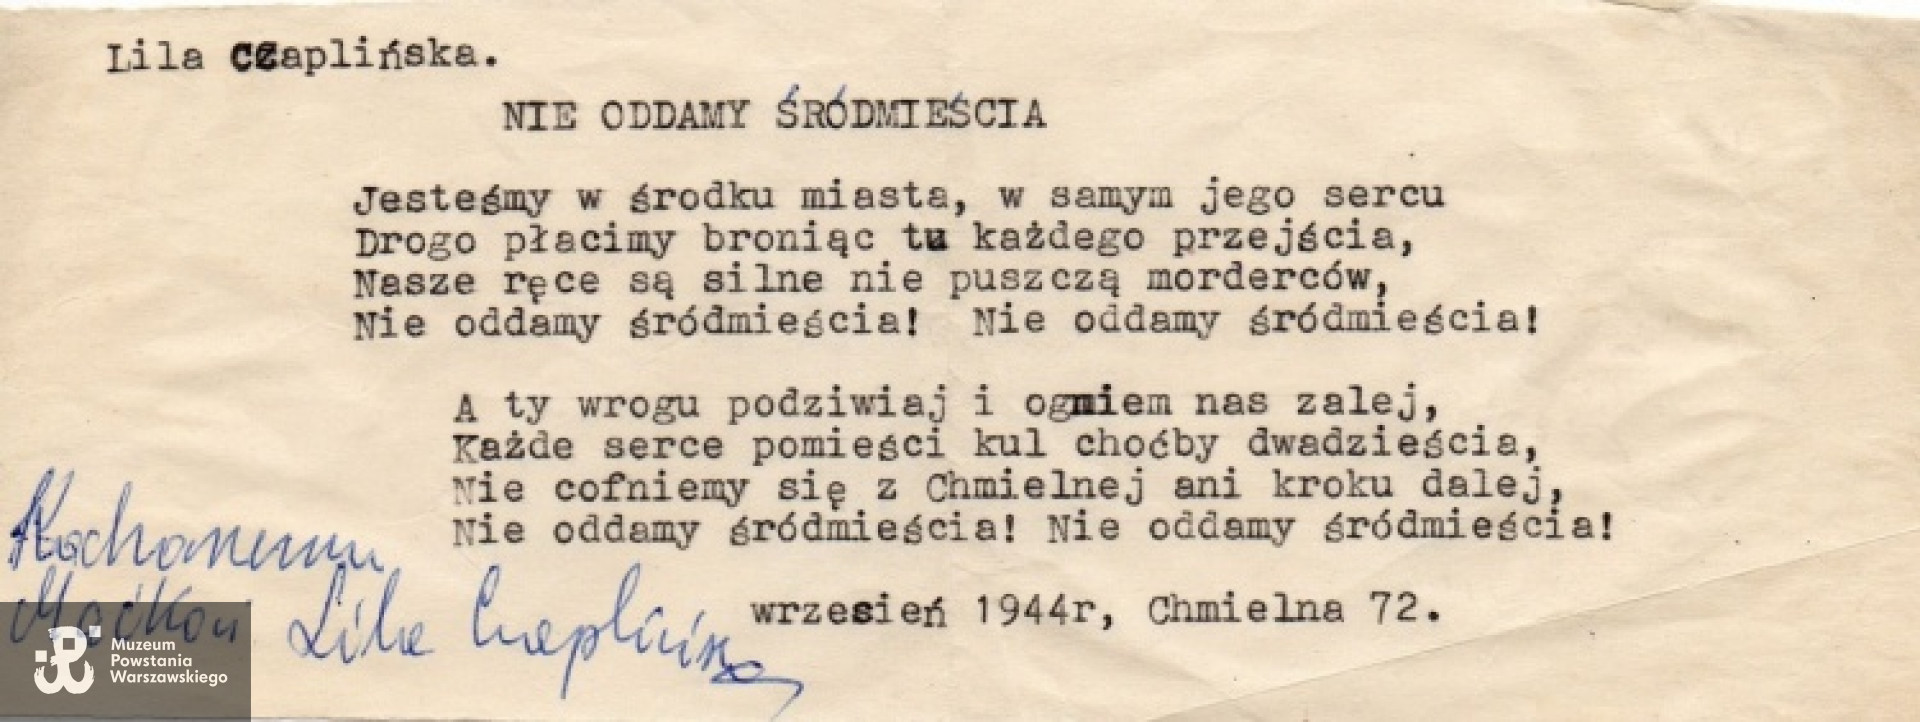 Lila Czaplińska.
NIE ODDAMY ŚRÓDMIEŚCIA
Jesteśmy w środku miasta, w samym jego sercu
Drogo płacimy broniąc tu każdego przejścia,
Nasze ręce są silne nie puszczą morderców,
Nie oddamy śródmieścia! Nie oddamy śródmieścia!
A ty wrogu podziwiaj i ogniem nas zalej,
Każde serce pomieści kul choćby dwadzieścia,
Nie cofniemy się z Chmielnej ani kroku dalej,
Nie oddamy śródmieścia! Nie oddamy śródmieścia!
wrzesień 1944r, Chmielna 72.
Kochanemu
Maćkowi Lila Czaplińska
Muzeum
Powstania
Warszawskiego